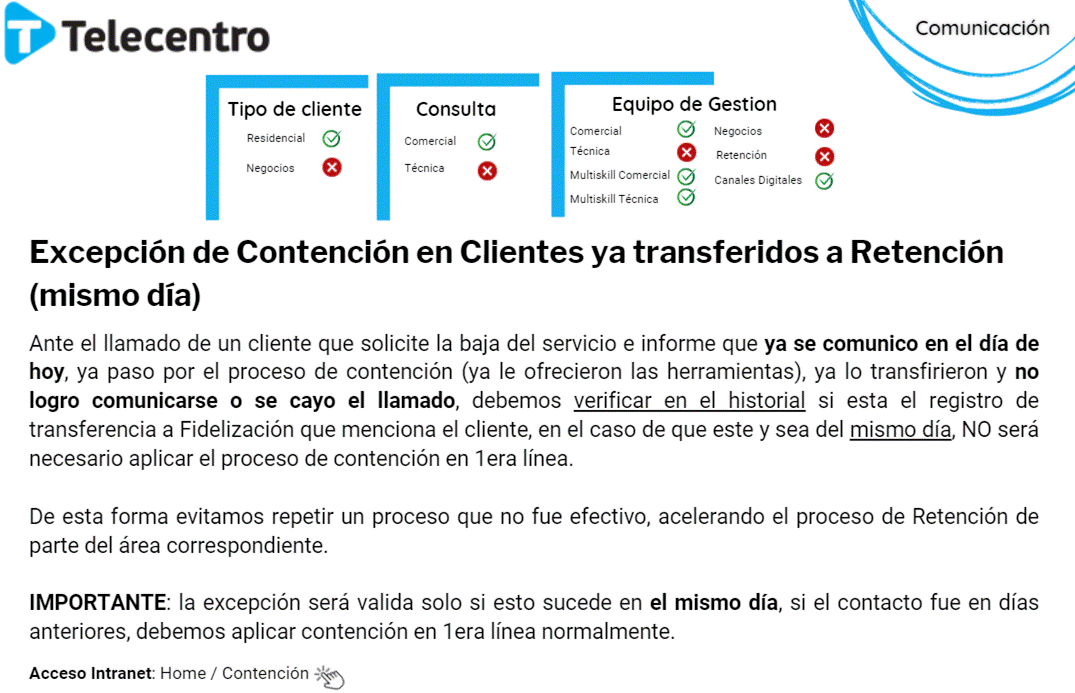 Telecentro
Comunicación
Tipo de cliente
Residencial
Negocios
Consulta
Comercial
Técnica
Equipo de Gestion
Comercial
Técnica
Multiskill Comercial
Multiskill Técnica
Negocios
Retención
Canales Digitales
Excepción de Contención en Clientes ya transferidos a Retención
(mismo día)
Ante el llamado de un cliente que solicite la baja del servicio e informe que ya se comunico en el día de
hoy, ya paso por el proceso de contención (ya le ofrecieron las herramientas), ya lo transfirieron y no
logro comunicarse o se cayo el llamado, debemos verificar en el historial si esta el registro de
transferencia a Fidelización que menciona el cliente, en el caso de que este y sea del mismo día, NO será
necesario aplicar el proceso de contención en 1era línea.
De esta forma evitamos repetir un proceso que no fue efectivo, acelerando el proceso de Retención de
parte del área correspondiente.
IMPORTANTE: la excepción será valida solo si esto sucede en el mismo día, si el contacto fue en días
anteriores, debemos aplicar contención en 1era línea normalmente.
Acceso Intranet: Home / Contención